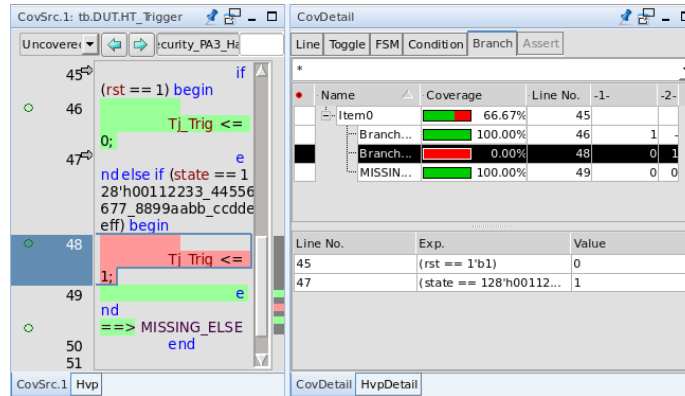 CovSrc.1: tb.DUT.HT_Trigger
Uncovere
curity_PA3_Ha
45 if
(rst == 1) begin
46
Tj_Trig <=
0;
47 e
nd else if (state == 1
28'h00112233_44556
677_8899aabb_ccdde
eff) begin
48
Tj_Trig <=
1;
49 e
nd
==> MISSING_ELSE
50 end
51
CovSrc.1 Hvp
CovDetail
Line Toggle FSM Condition Branch Assert
*
Name Coverage Line No. -1- -2-
Item0 66.67% 45
Branch... 100.00% 46 1 -
Branch... 0.00% 48 0 1
MISSIN... 100.00% 49 0 0
Line No. Exp. Value
45 (rst == 1'b1) 0
47 (state == 128'h00112... 1
CovDetail HvpDetail